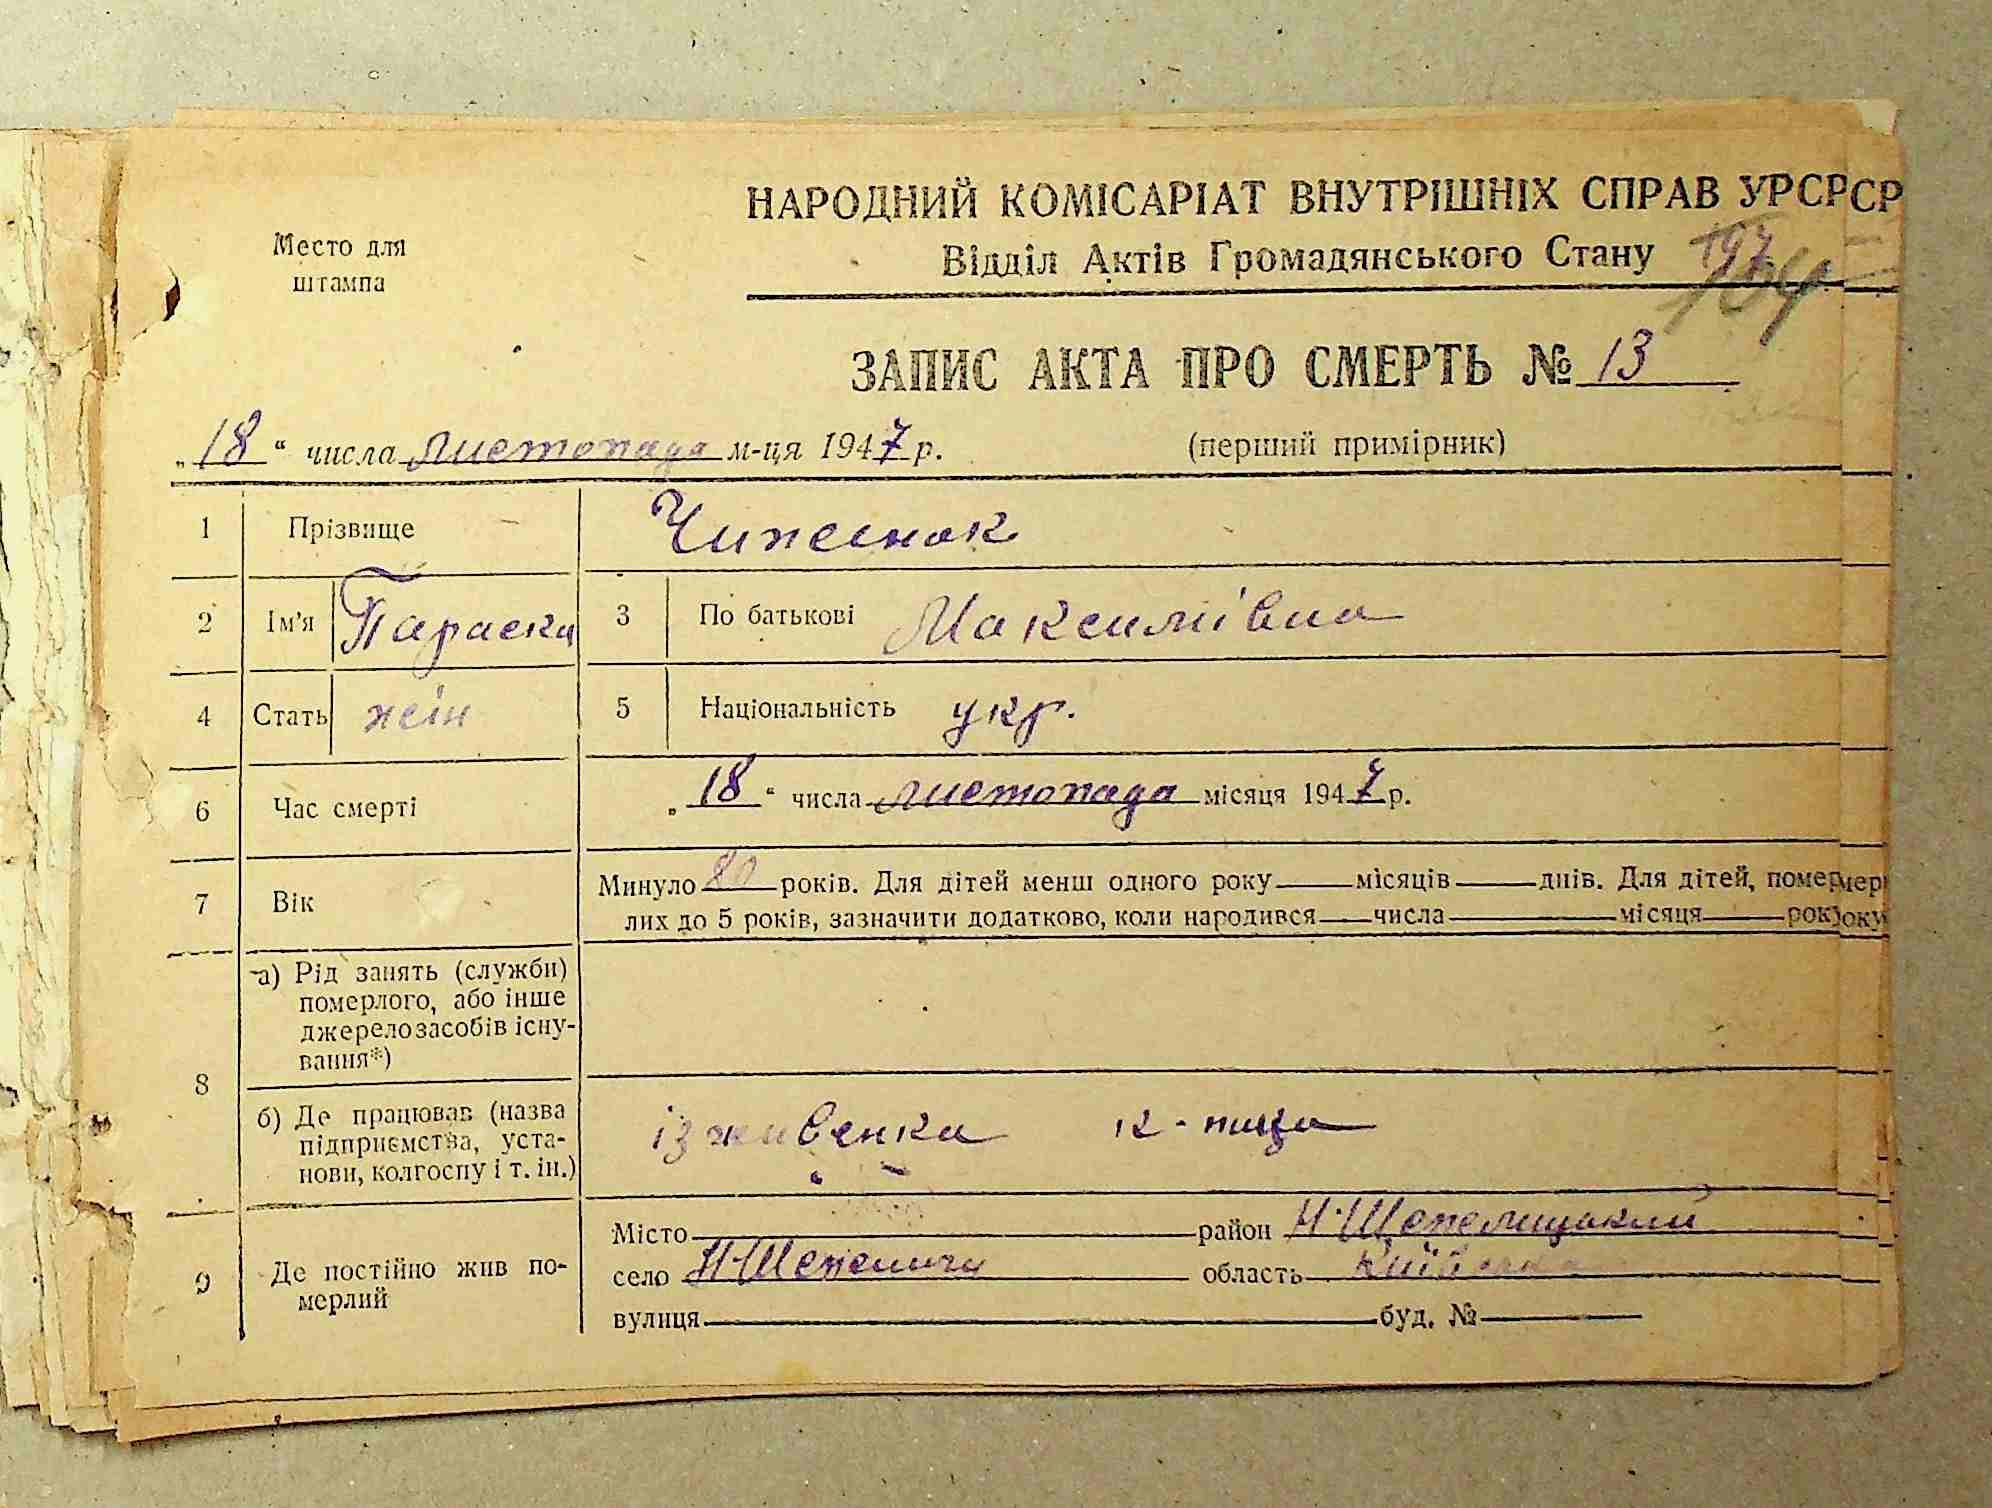 НАРОДНИЙ КОМІСАРІАТ ВНУТРІШНІХ СПРАВ УРСР
Место для штампа
Відділ Актів Громадянського Стану
ЗАПИС АКТА ПРО СМЕРТЬ № 13
„18“ числа листопада м-ця 1947 р. (перший примірник)
1 Прізвище
2 Ім'я Параска 3 По батькові Максимівна
4 Стать жін 5 Національність укр.
6 Час смерті „18“ числа листопада місяця 1947 р.
7 Вік Минуло 80 років. Для дітей менш одного року місяців днів. Для дітей, помер
лих до 5 років, зазначити додатково, коли народився числа місяця року
8 а) Рід занять (служби)
померлого, або інше
джерело засобів існу-
вання*)
б) Де працював (назва
підприємства, уста-
нови, колгоспу і т. ін.)
9 Де постійно жив по-
мерлий
Місто район Н-Шепелицький
село Н-Шепеличи область Київська
вулиця буд. №